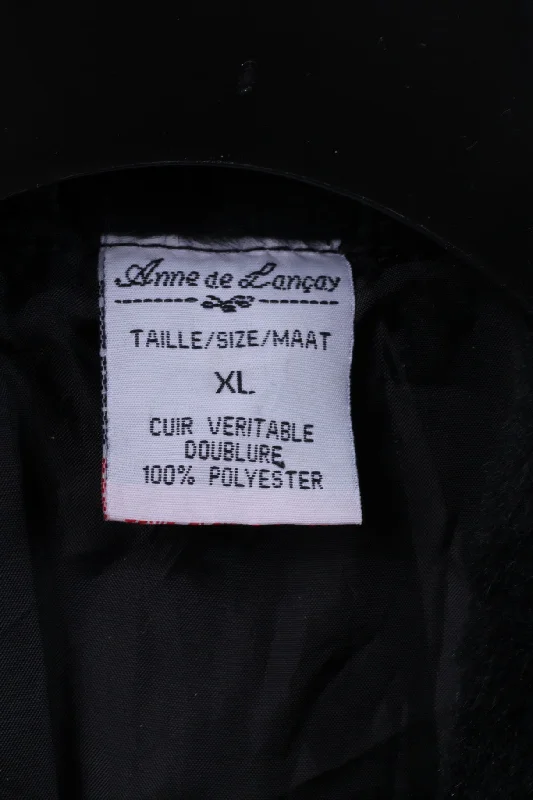 Anne de Lançay
TAILLE/SIZE/MAAT
XL
CUIR VERITABLE
DOUBLURE
100% POLYESTER